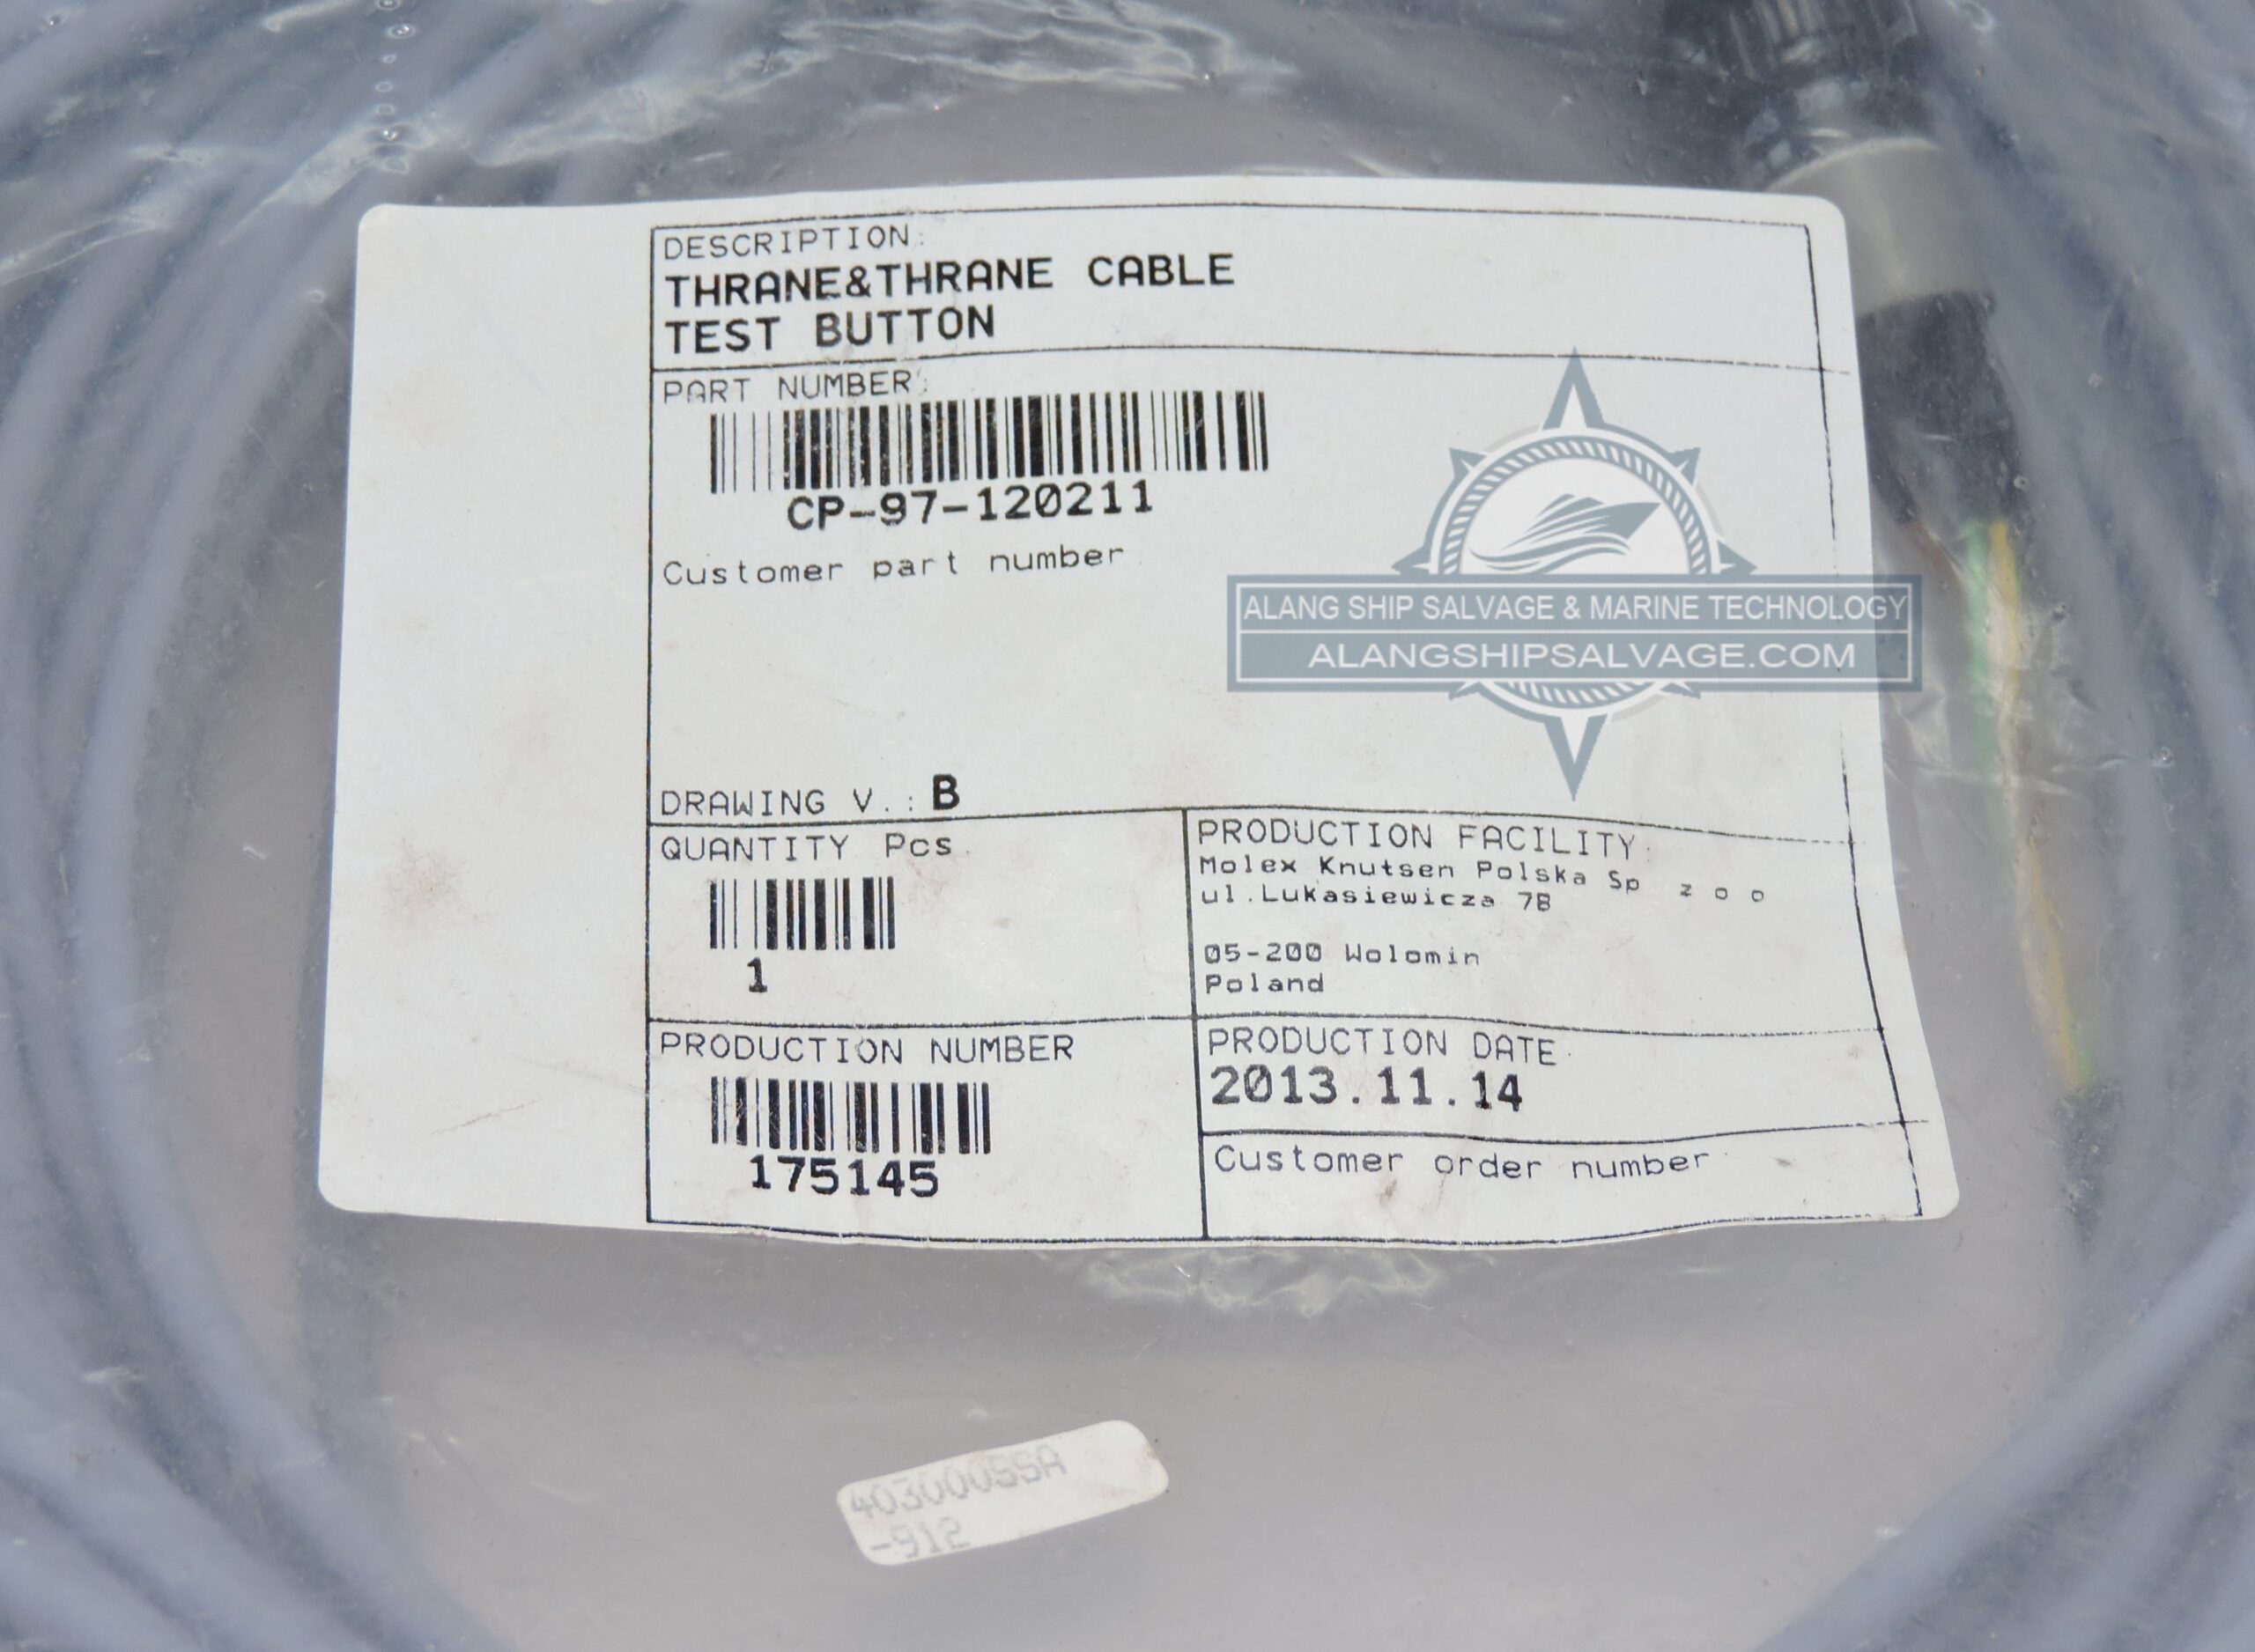 DESCRIPTION:
THRANE&THRANE CABLE
TEST BUTTON
PART NUMBER:
CP-97-120211
Customer part number:
DRAWING V.: B
QUANTITY Pcs
1
PRODUCTION NUMBER
175145
PRODUCTION FACILITY:
Molex Knutsen Polska Sp z o o
ul.Lukasiewicza 7B
05-200 Wolomin
Poland
PRODUCTION DATE:
2013.11.14
Customer order number
ALANG SHIP SALVAGE & MARINE TECHNOLOGY
ALANGSHIPSALVAGE.COM
-912